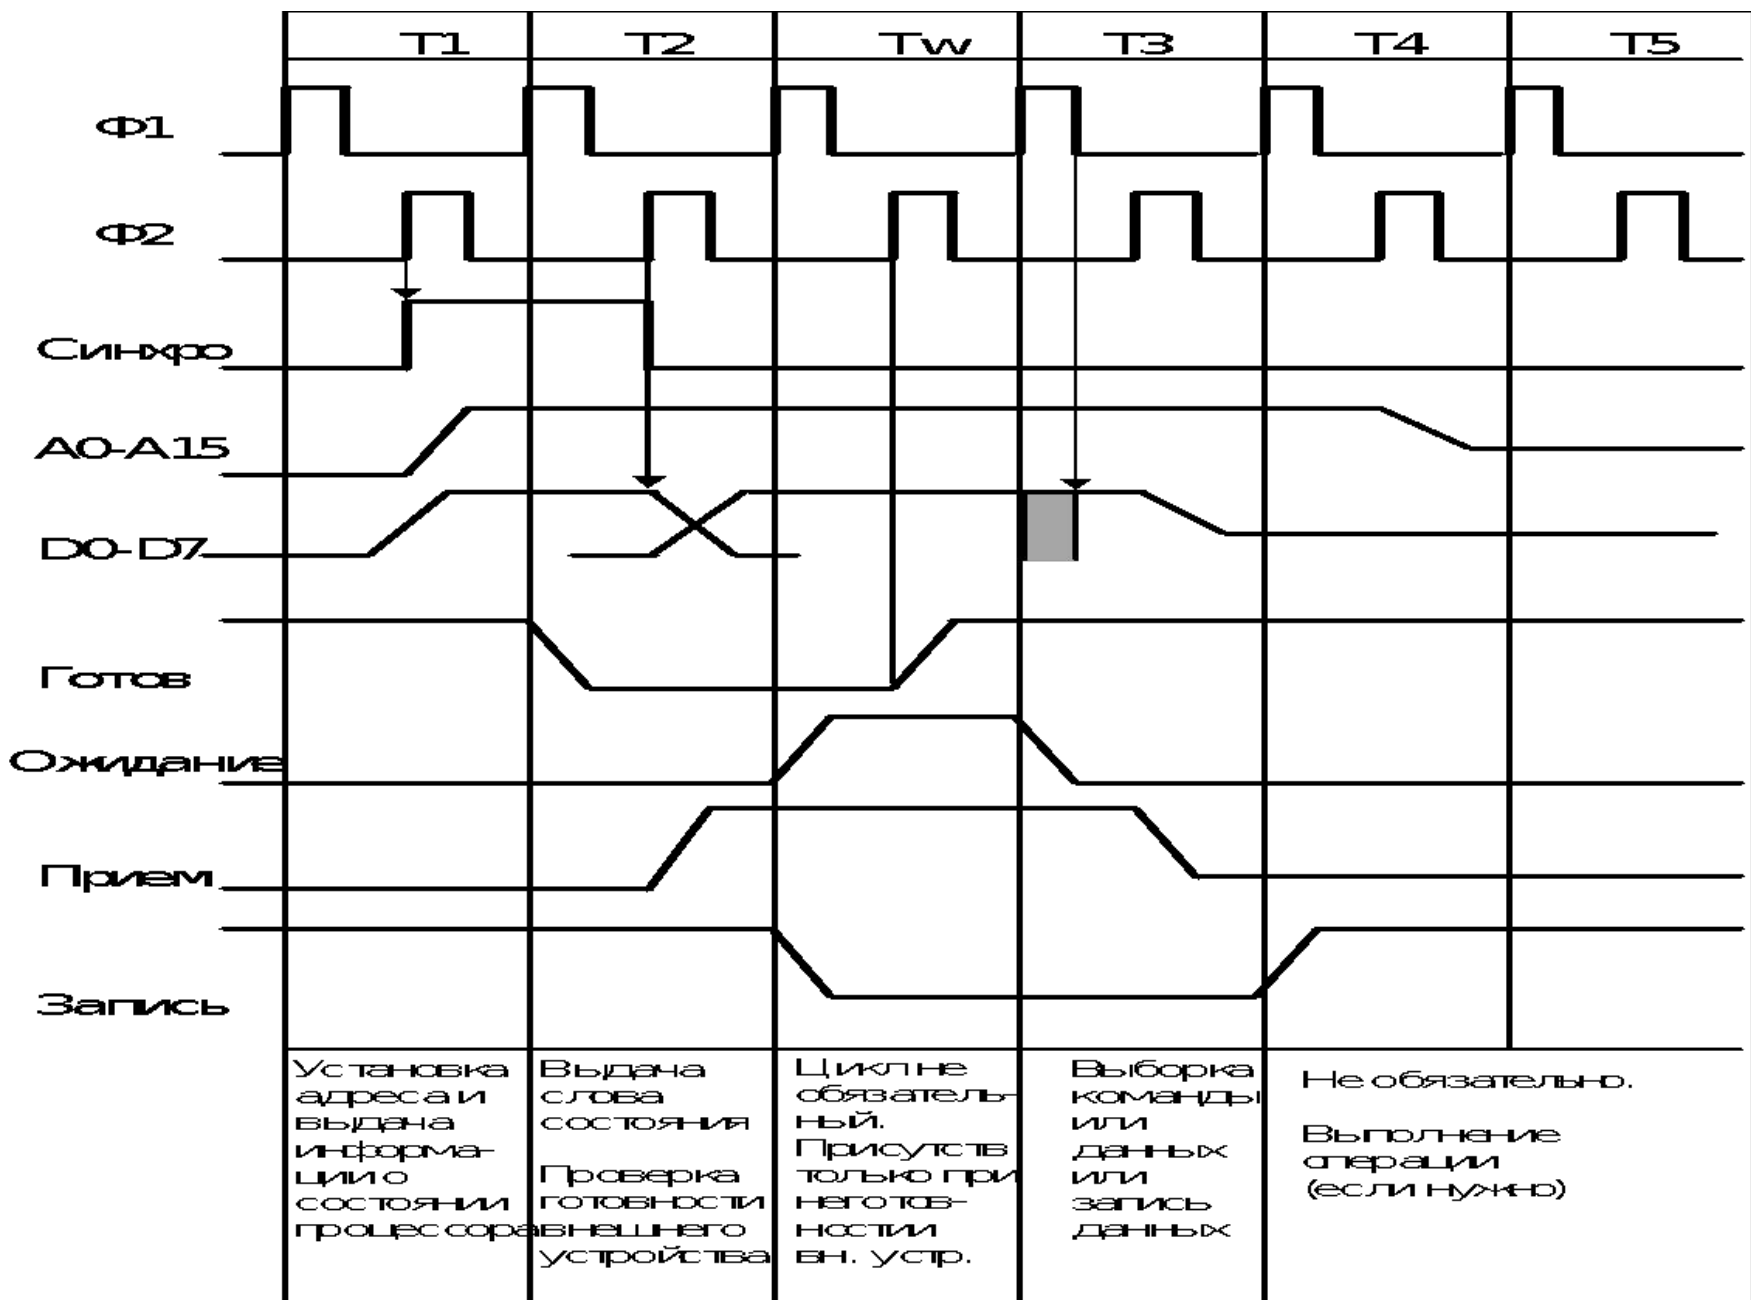 T1 T2 Tw T3 T4 T5
Ф1
Ф2
Синхро
A0-A15
D0-D7
Готов
Ожидание
Прием
Запись
Установка
адреса и
выдача
информа-
ции о
состоянии
процессора
Выдача
слова
состояния
Проверка
готовности
внешнего
устройства
Цикл не
обязатель-
ный.
Присутств
только при
неготов-
ностии
вн. устр.
Выборка
команды
или
данных
или
запись
данных
Не обязательно.
Выполнение
операции
(если нужно)